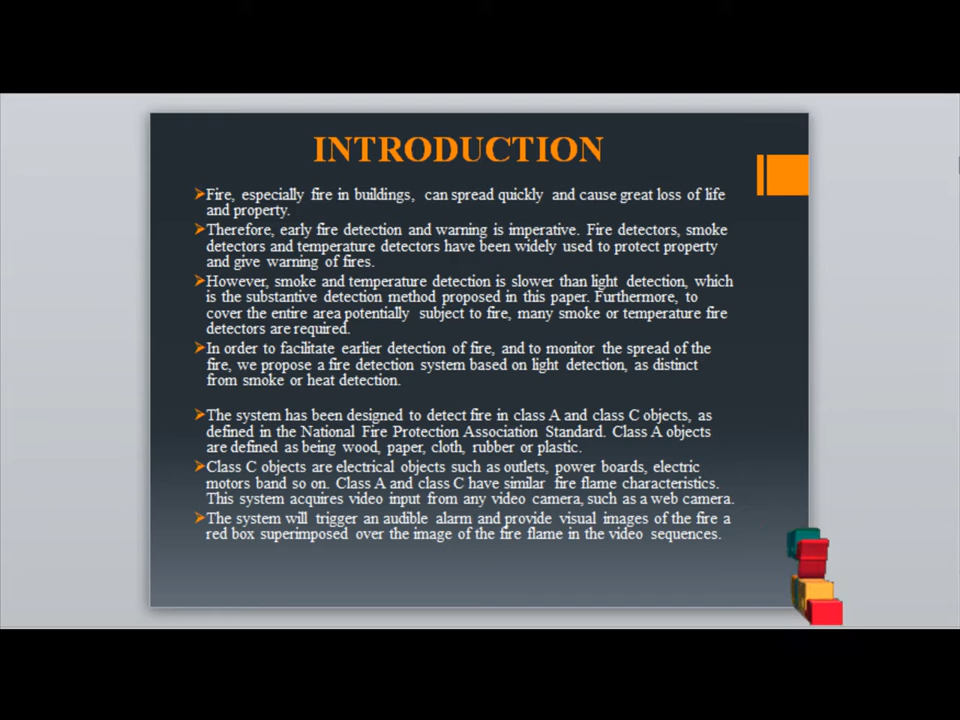 INTRODUCTION
➢Fire, especially fire in buildings, can spread quickly and cause great loss of life
and property.
➢Therefore, early fire detection and warning is imperative. Fire detectors, smoke
detectors and temperature detectors have been widely used to protect property
and give warning of fires.
➢However, smoke and temperature detection is slower than light detection, which
is the substantive detection method proposed in this paper. Furthermore, to
cover the entire area potentially subject to fire, many smoke or temperature fire
detectors are required.
➢In order to facilitate earlier detection of fire, and to monitor the spread of the
fire, we propose a fire detection system based on light detection, as distinct
from smoke or heat detection.
➢The system has been designed to detect fire in class A and class C objects, as
defined in the National Fire Protection Association Standard. Class A objects
are defined as being wood, paper, cloth, rubber or plastic.
➢Class C objects are electrical objects such as outlets, power boards, electric
motors band so on. Class A and class C have similar fire flame characteristics.
This system acquires video input from any video camera, such as a web camera.
➢The system will trigger an audible alarm and provide visual images of the fire a
red box superimposed over the image of the fire flame in the video sequences.